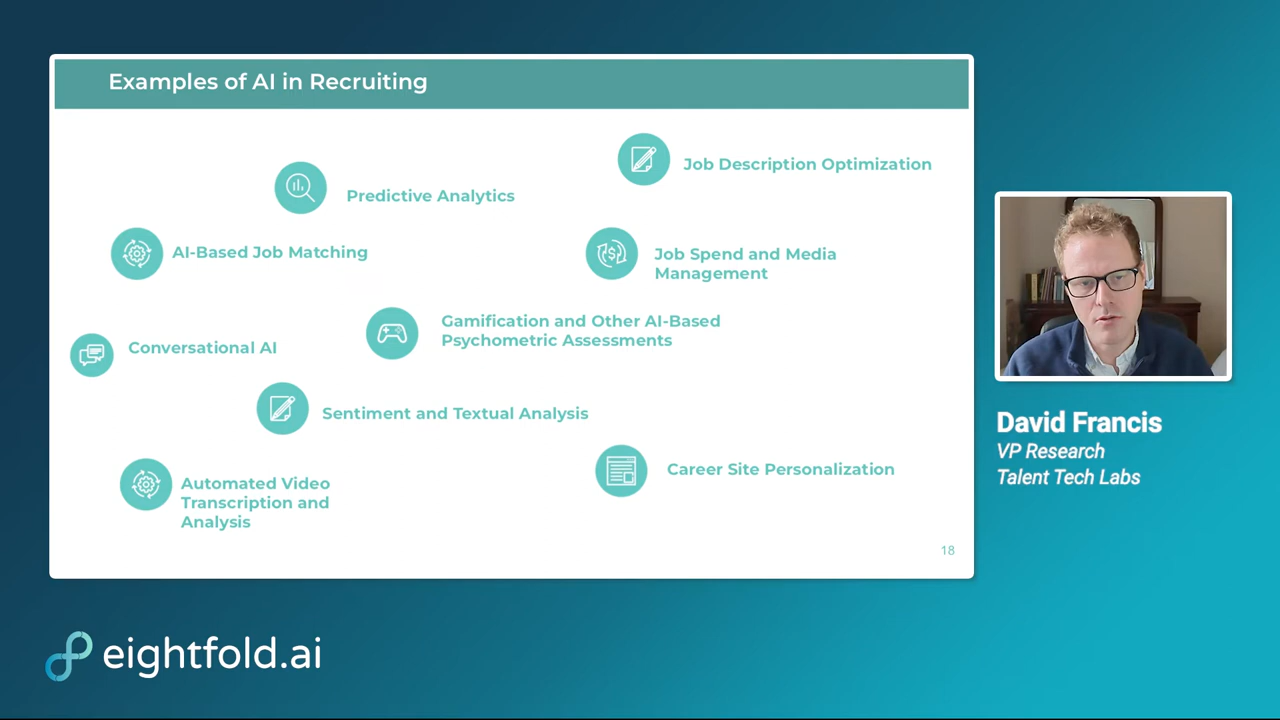 Examples of AI in Recruiting
Job Description Optimization
Predictive Analytics
AI-Based Job Matching
Job Spend and Media
Management
Gamification and Other AI-Based
Psychometric Assessments
Conversational AI
Sentiment and Textual Analysis
Career Site Personalization
Automated Video
Transcription and
Analysis
18
David Francis
VP Research
Talent Tech Labs
eightfold.ai